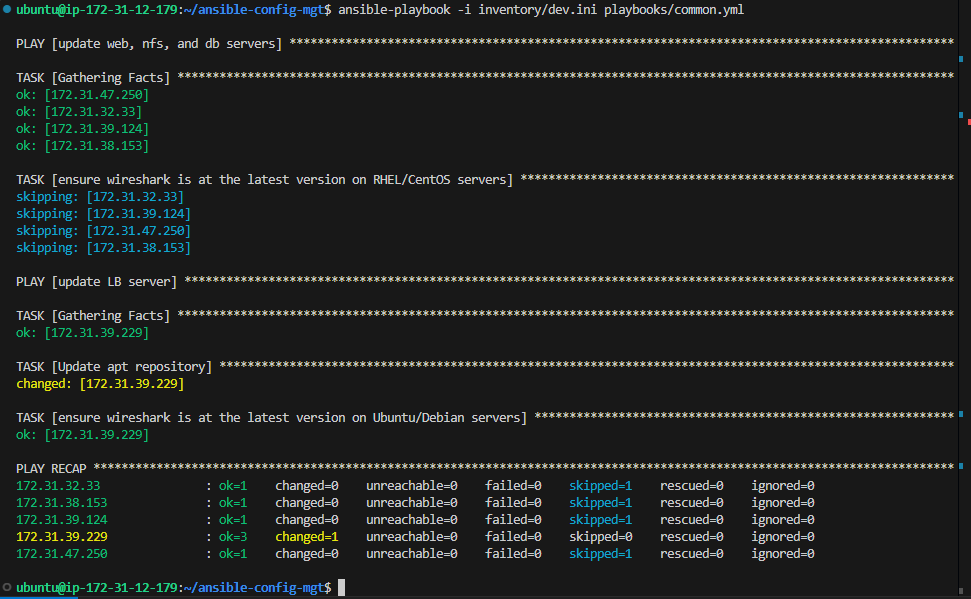 ubuntu@ip-172-31-12-179:~/ansible-config-mgt$ ansible-playbook -i inventory/dev.ini playbooks/common.yml
PLAY [update web, nfs, and db servers] ***********************************************************************************************
TASK [Gathering Facts] ***************************************************************************************************************
ok: [172.31.47.250]
ok: [172.31.32.33]
ok: [172.31.39.124]
ok: [172.31.38.153]
TASK [ensure wireshark is at the latest version on RHEL/CentOS servers] **************************************************************
skipping: [172.31.32.33]
skipping: [172.31.39.124]
skipping: [172.31.47.250]
skipping: [172.31.38.153]
PLAY [update LB server] **************************************************************************************************************
TASK [Gathering Facts] ***************************************************************************************************************
ok: [172.31.39.229]
TASK [Update apt repository] *********************************************************************************************************
changed: [172.31.39.229]
TASK [ensure wireshark is at the latest version on Ubuntu/Debian servers] ************************************************************
ok: [172.31.39.229]
PLAY RECAP ***************************************************************************************************************************
172.31.32.33               : ok=1    changed=0    unreachable=0    failed=0    skipped=1    rescued=0    ignored=0
172.31.38.153              : ok=1    changed=0    unreachable=0    failed=0    skipped=1    rescued=0    ignored=0
172.31.39.124              : ok=1    changed=0    unreachable=0    failed=0    skipped=1    rescued=0    ignored=0
172.31.39.229              : ok=3    changed=1    unreachable=0    failed=0    skipped=0    rescued=0    ignored=0
172.31.47.250              : ok=1    changed=0    unreachable=0    failed=0    skipped=1    rescued=0    ignored=0
ubuntu@ip-172-31-12-179:~/ansible-config-mgt$